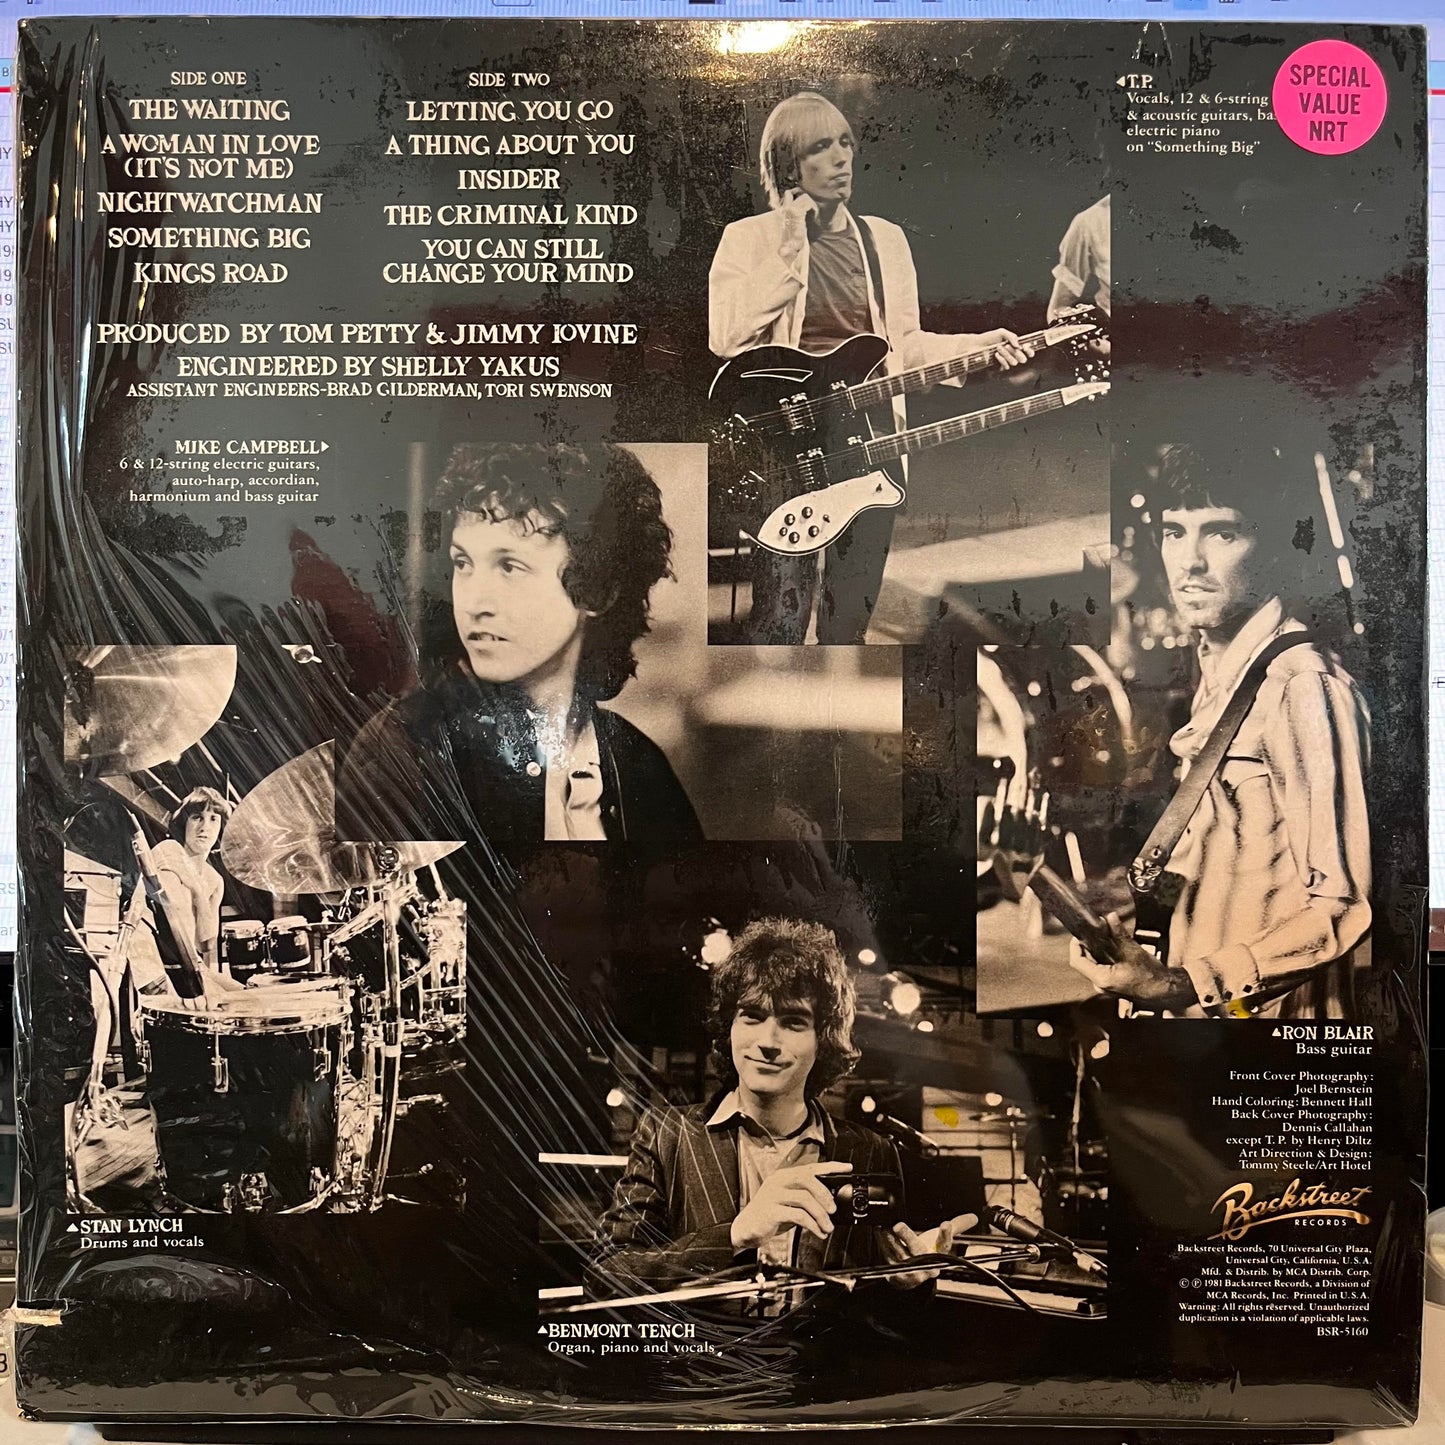 SIDE ONE
THE WAITING
A WOMAN IN LOVE
(IT'S NOT ME)
NIGHTWATCHMAN
SOMETHING BIG
KINGS ROAD
SIDE TWO
LETTING YOU GO
A THING ABOUT YOU
INSIDER
THE CRIMINAL KIND
YOU CAN STILL
CHANGE YOUR MIND
PRODUCED BY TOM PETTY & JIMMY IOVINE
ENGINEERED BY SHELLY YAKUS
ASSISTANT ENGINEERS-BRAD GILDERMAN, TORI SWENSON
T.P.
Vocals, 12 & 6-string
& acoustic guitars,
electric piano
on "Something Big"
SPECIAL
VALUE
NRT
MIKE CAMPBELL
6 & 12-string electric guitars,
auto-harp, accordian,
harmonium and bass guitar
RON BLAIR
Bass guitar
STAN LYNCH
Drums and vocals
BENMONT TENCH
Organ, piano and vocals
Front Cover Photography:
Joel Bernstein
Hand Coloring: Bennett Hall
Back Cover Photography:
Dennis Callahan
except T. P. by Henry Diltz
Art Direction & Design:
Tommy Steele/Art Hotel
Backstreet
RECORDS
Backstreet Records, 70 Universal City Plaza,
Universal City, California, U.S.A.
Mfd. & Distrib. by MCA Distrib. Corp.
© ℗ 1981 Backstreet Records, a Division of
MCA Records, Inc. Printed in U.S.A.
Warning: All rights reserved. Unauthorized
duplication is a violation of applicable laws.
BSR-5160